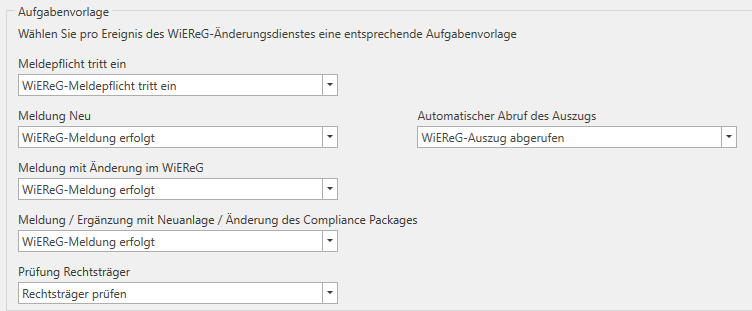 Aufgabenvorlage
Wählen Sie pro Ereignis des WiEReG-Änderungsdienstes eine entsprechende Aufgabenvorlage
Meldepflicht tritt ein
WiEReG-Meldepflicht tritt ein
Meldung Neu
WiEReG-Meldung erfolgt
Automatischer Abruf des Auszugs
WiEReG-Auszug abgerufen
Meldung mit Änderung im WiEReG
WiEReG-Meldung erfolgt
Meldung / Ergänzung mit Neuanlage / Änderung des Compliance Packages
WiEReG-Meldung erfolgt
Prüfung Rechtsträger
Rechtsträger prüfen